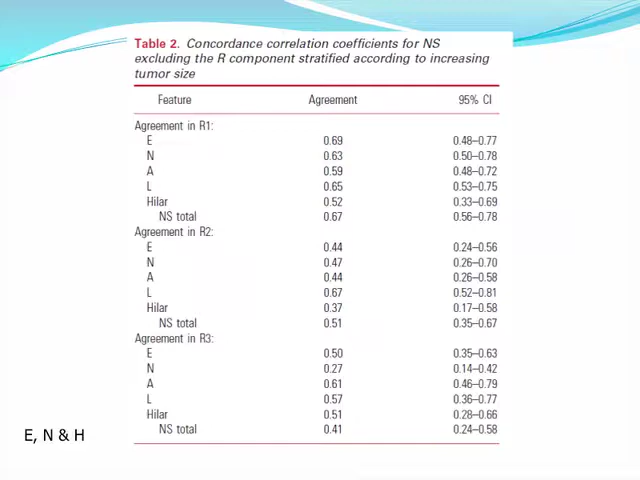 Table 2. Concordance correlation coefficients for NS
excluding the R component stratified according to increasing
tumor size
Feature Agreement 95% CI
Agreement in R1:
E 0.69 0.48–0.77
N 0.63 0.50–0.78
A 0.59 0.48–0.72
L 0.65 0.53–0.75
Hilar 0.52 0.33–0.69
NS total 0.67 0.56–0.78
Agreement in R2:
E 0.44 0.24–0.56
N 0.47 0.26–0.70
A 0.44 0.26–0.58
L 0.67 0.52–0.81
Hilar 0.37 0.17–0.58
NS total 0.51 0.35–0.67
Agreement in R3:
E 0.50 0.35–0.63
N 0.27 0.14–0.42
A 0.61 0.46–0.79
L 0.57 0.36–0.77
Hilar 0.51 0.28–0.66
NS total 0.41 0.24–0.58
E, N & H